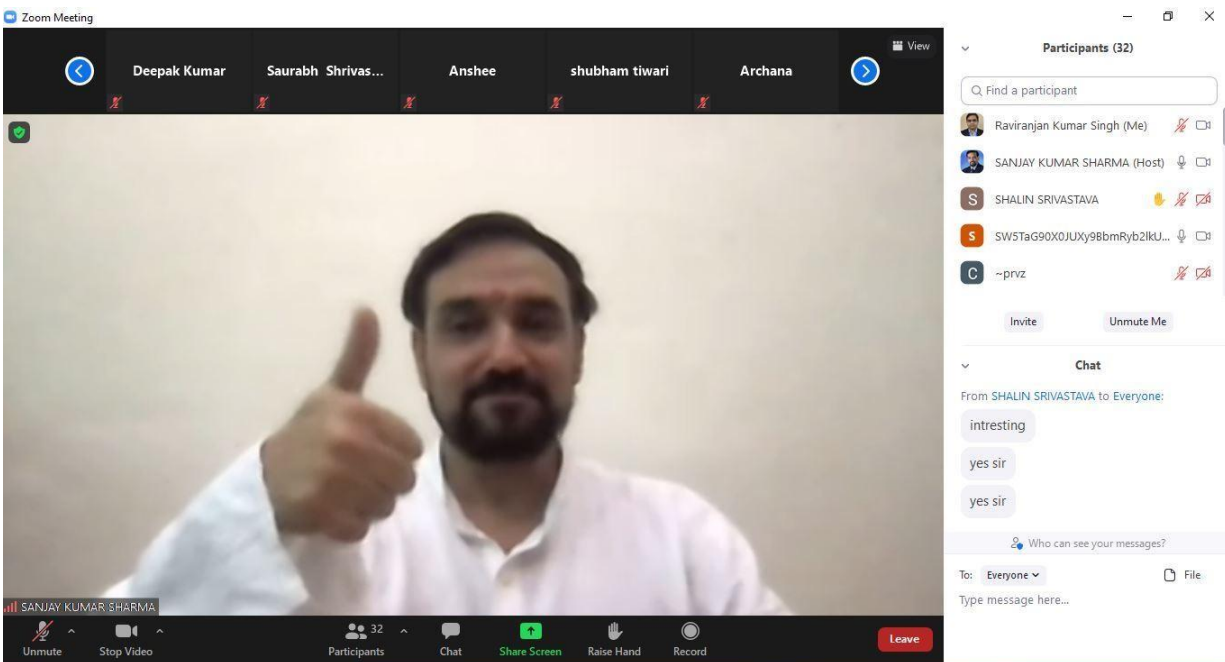 Zoom Meeting
Deepak Kumar
Saurabh Shrivas...
Anshee
shubham tiwari
Archana
View
SANJAY KUMAR SHARMA
Unmute
Stop Video
32
Participants
Chat
Share Screen
Raise Hand
Record
Leave
Participants (32)
Find a participant
Raviranjan Kumar Singh (Me)
SANJAY KUMAR SHARMA (Host)
S SHALIN SRIVASTAVA
C ~prvz
Invite Unmute Me
Chat
From SHALIN SRIVASTAVA to Everyone:
intresting
yes sir
yes sir
Who can see your messages?
To: Everyone File
Type message here...